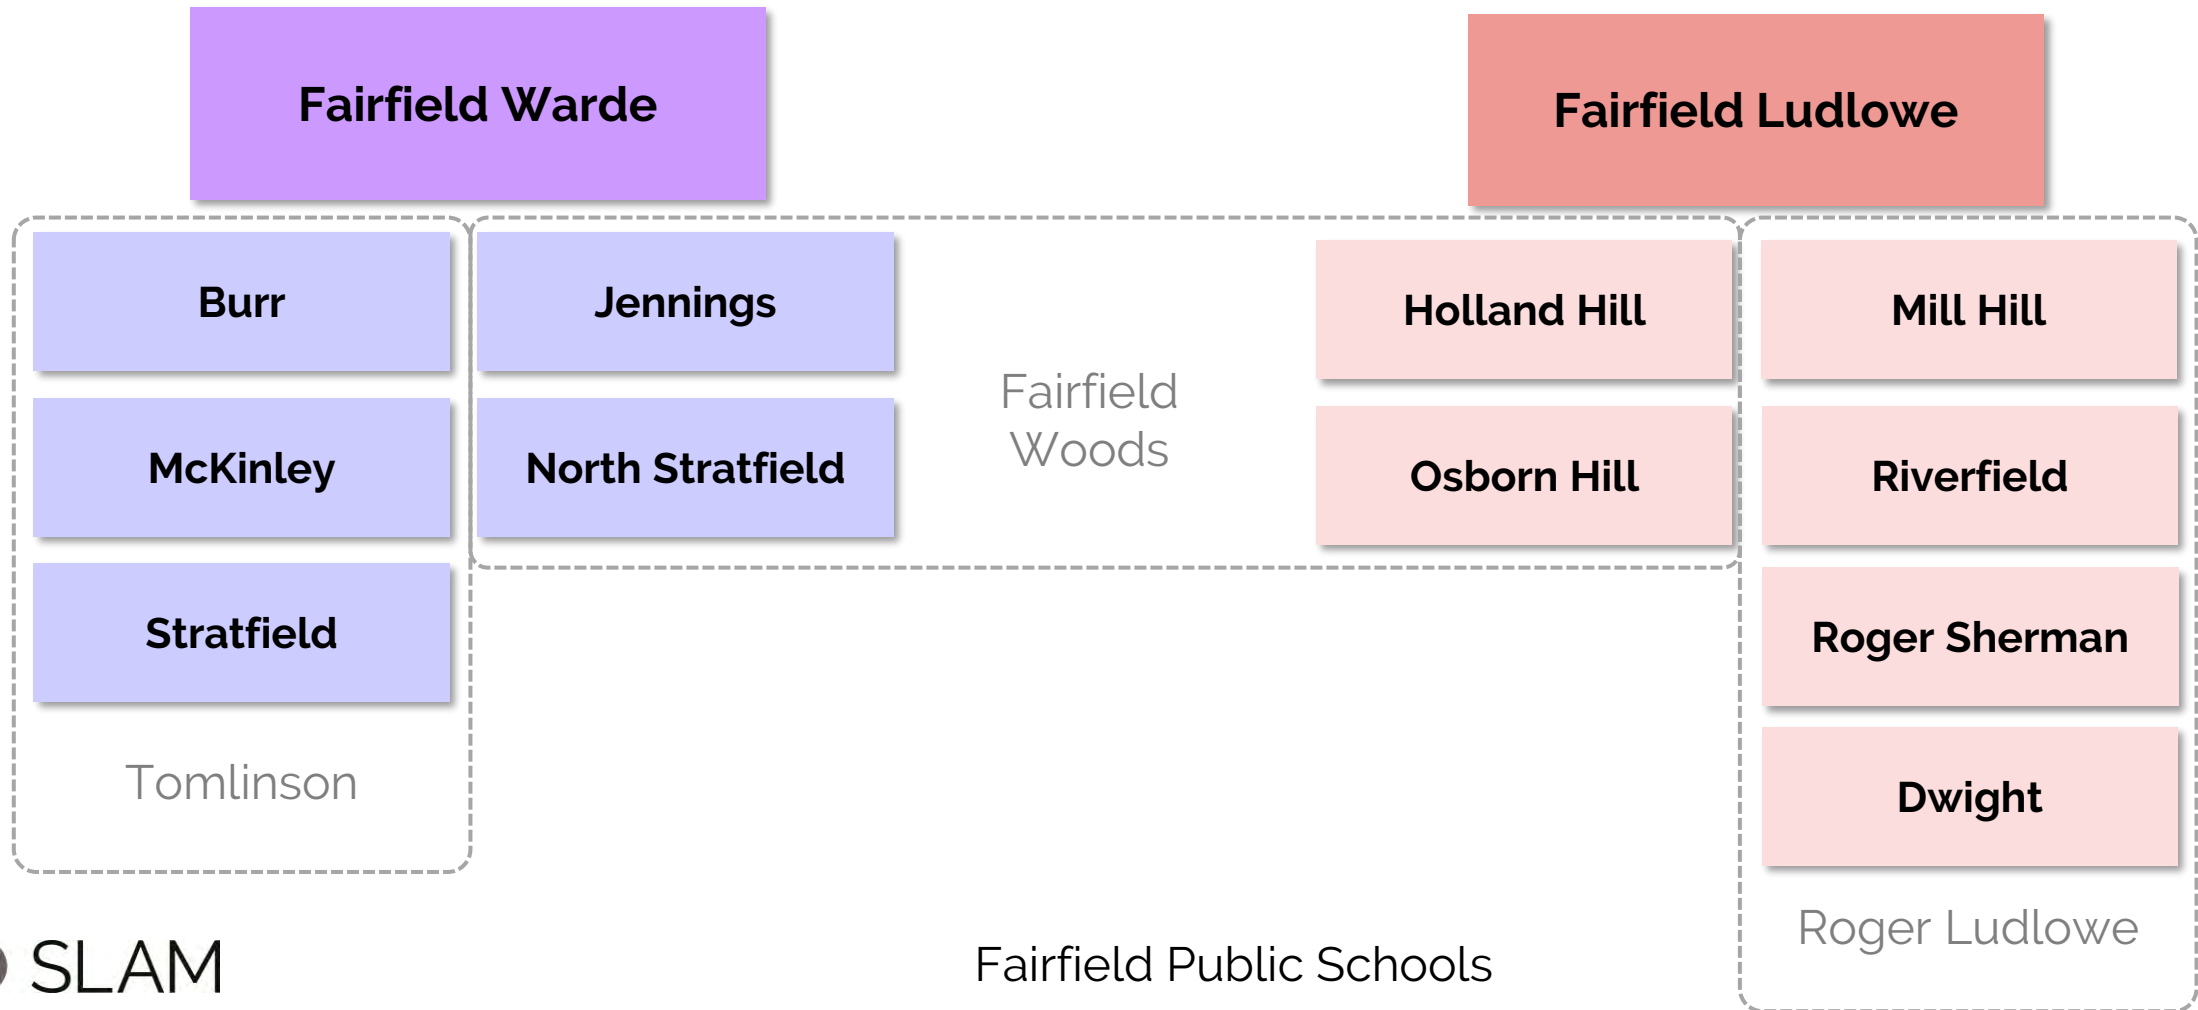 Fairfield Warde
Fairfield Ludlowe
Burr
Jennings
Holland Hill
Mill Hill
McKinley
North Stratfield
Fairfield
Woods
Osborn Hill
Riverfield
Stratfield
Roger Sherman
Tomlinson
Dwight
Roger Ludlowe
SLAM
Fairfield Public Schools